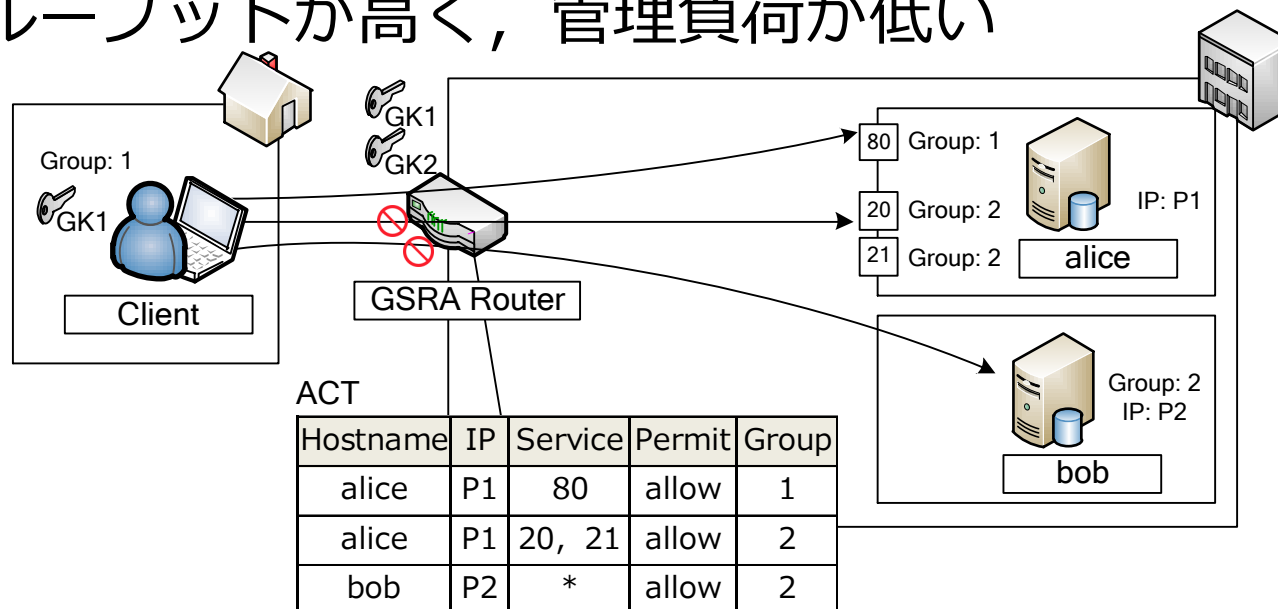 ループットが高く，管理負荷が低い
GK1
GK2
Group: 1
GK1
Client
GSRA Router
80 Group: 1
20 Group: 2
21 Group: 2
IP: P1
alice
Group: 2
IP: P2
bob
ACT
Hostname IP Service Permit Group
alice P1 80 allow 1
alice P1 20, 21 allow 2
bob P2 * allow 2